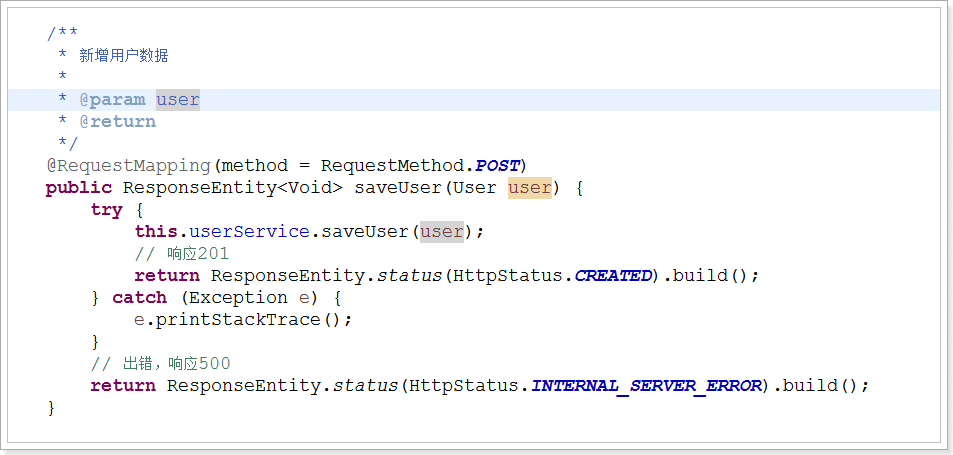 /**
 * 新增用户数据
 *
 * @param user
 * @return
 */
@RequestMapping(method = RequestMethod.POST)
public ResponseEntity<Void> saveUser(User user) {
    try {
        this.userService.saveUser(user);
        // 响应201
        return ResponseEntity.status(HttpStatus.CREATED).build();
    } catch (Exception e) {
        e.printStackTrace();
    }
    // 出错，响应500
    return ResponseEntity.status(HttpStatus.INTERNAL_SERVER_ERROR).build();
}